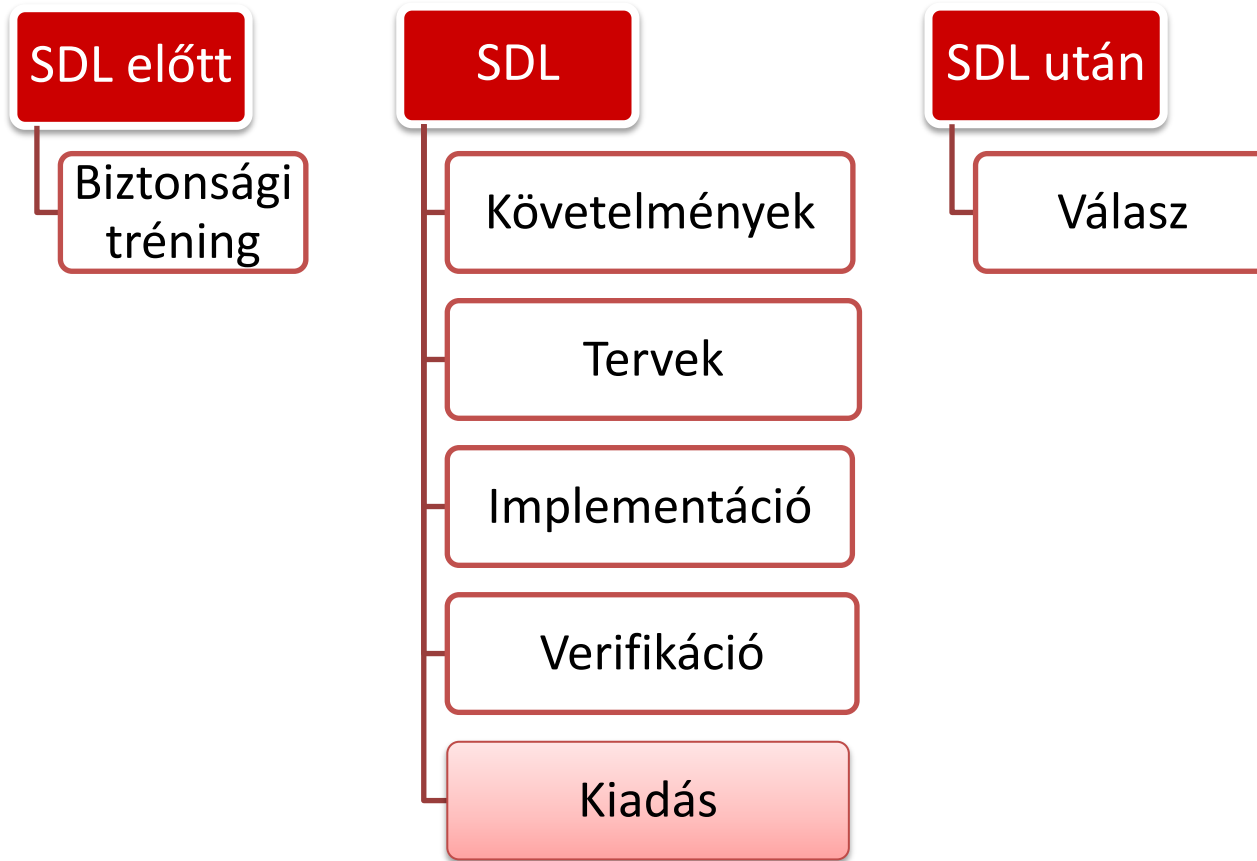 SDL előtt
Biztonsági
tréning
SDL
Követelmények
Tervek
Implementáció
Verifikáció
Kiadás
SDL után
Válasz